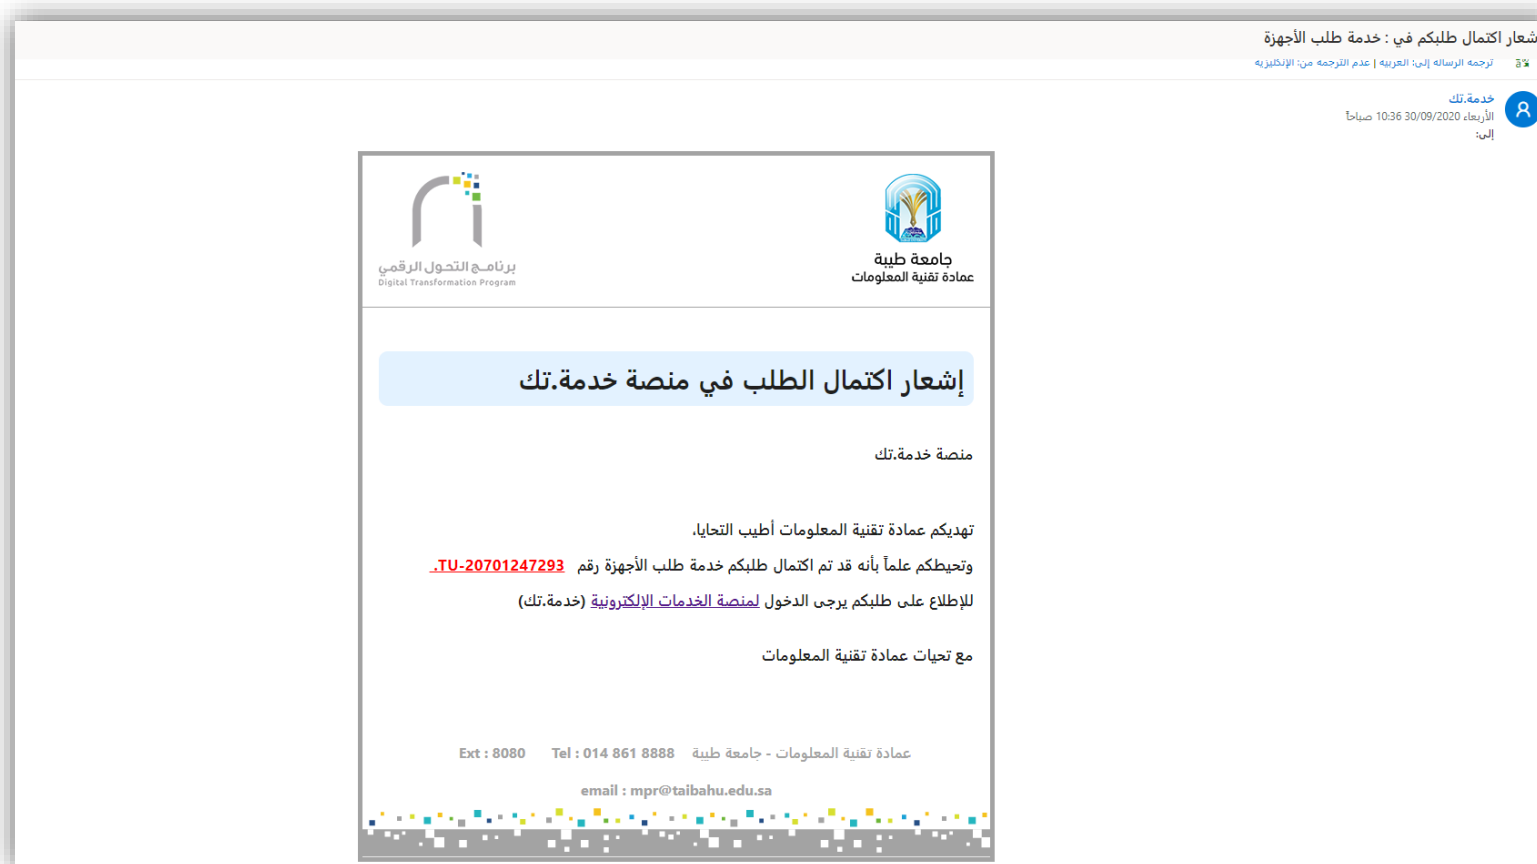 شعار اكتمال طلبكم في : خدمة طلب الأجهزة
ترجمة الرسالة إلى: العربية | عدم الترجمة من: الإنكليزية
خدمة.تك
الأربعاء 30/09/2020 10:36 صباحاً
إلى:
جامعة طيبة
عمادة تقنية المعلومات
برنامـج التحـول الرقمـي
Digital Transformation Program
إشعار اكتمال الطلب في منصة خدمة.تك
منصة خدمة.تك
تهديكم عمادة تقنية المعلومات أطيب التحايا،
وتحيطكم علماً بأنه قد تم اكتمال طلبكم خدمة طلب الأجهزة رقم TU-20701247293.
للإطلاع على طلبكم يرجى الدخول لمنصة الخدمات الإلكترونية (خدمة.تك)
مع تحيات عمادة تقنية المعلومات
عمادة تقنية المعلومات - جامعة طيبة Tel : 014 861 8888 Ext : 8080
email : mpr@taibahu.edu.sa